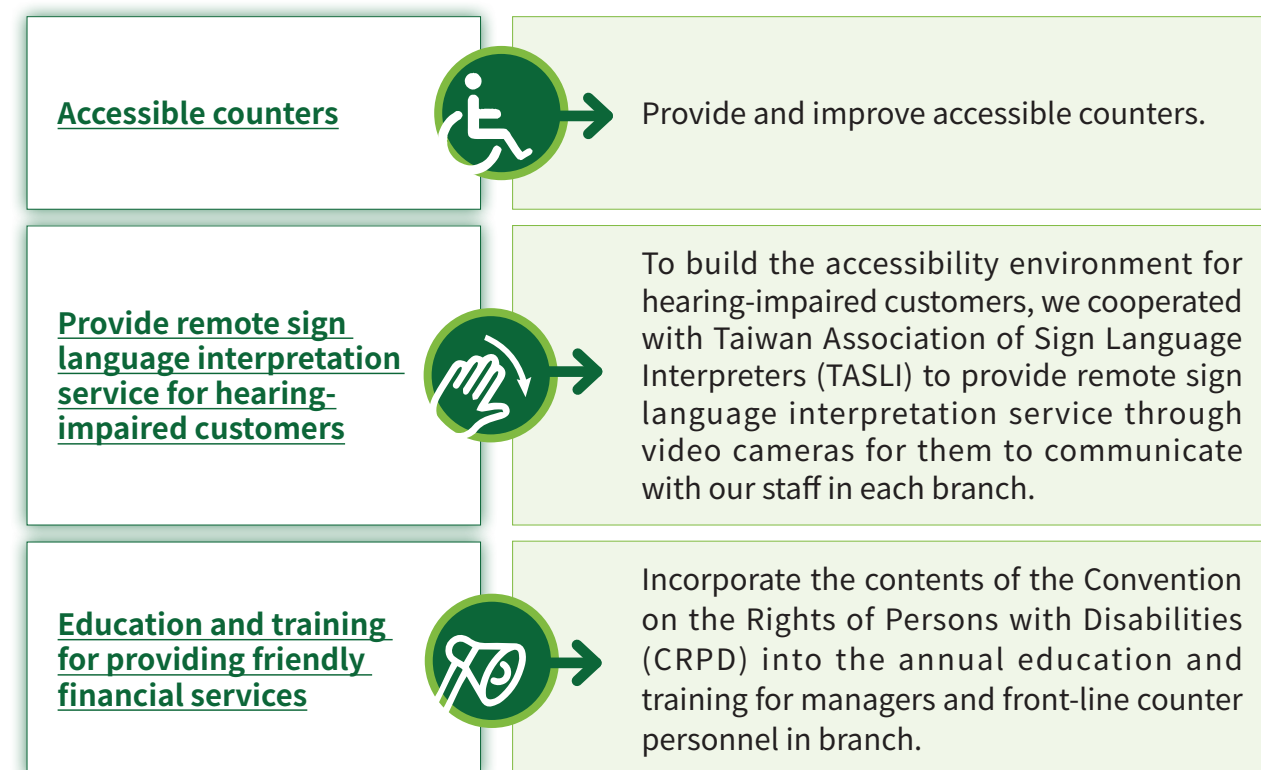 Accessible counters
Provide and improve accessible counters.
Provide remote sign
language interpretation
service for hearing-
impaired customers
To build the accessibility environment for
hearing-impaired customers, we cooperated
with Taiwan Association of Sign Language
Interpreters (TASLI) to provide remote sign
language interpretation service through
video cameras for them to communicate
with our staff in each branch.
Education and training
for providing friendly
financial services
Incorporate the contents of the Convention
on the Rights of Persons with Disabilities
(CRPD) into the annual education and
training for managers and front-line counter
personnel in branch.